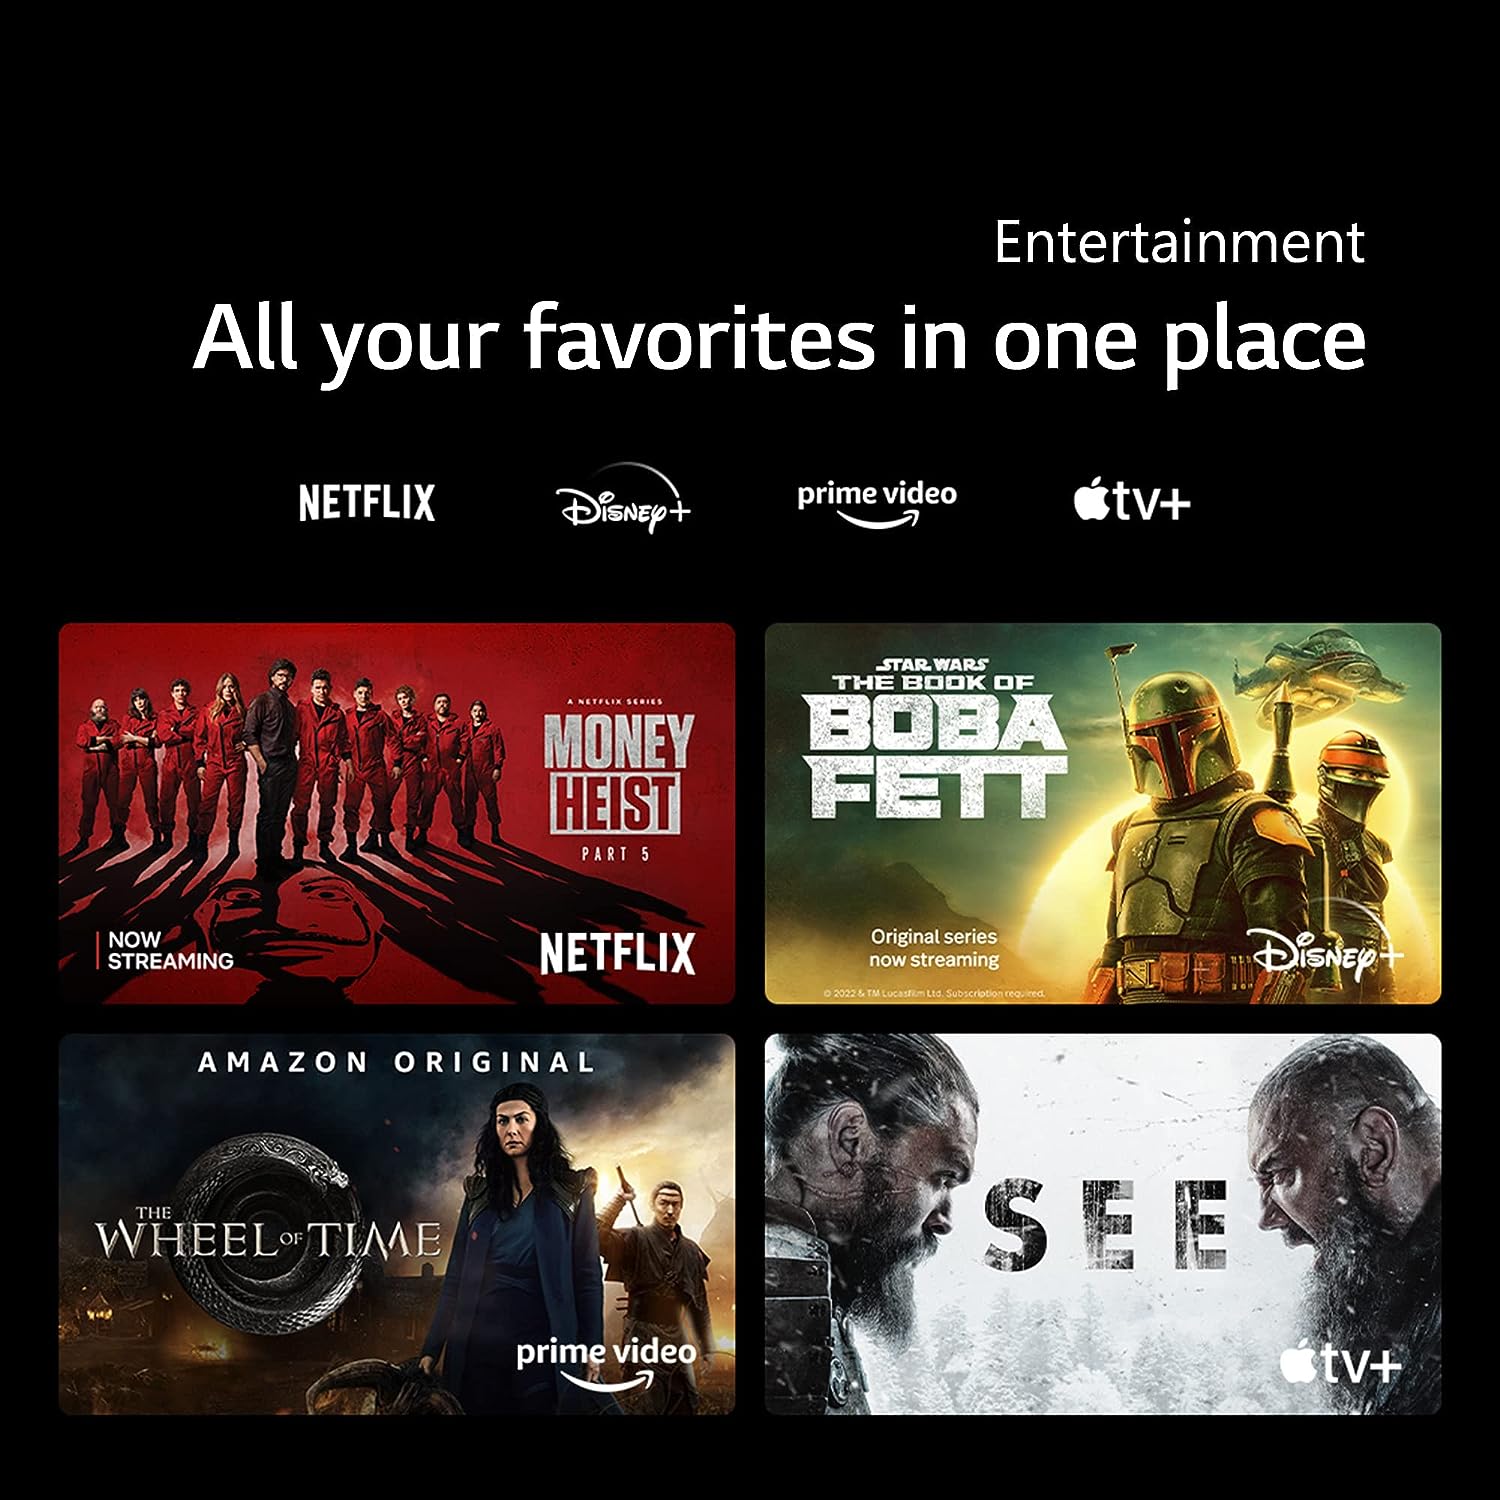 Entertainment
All your favorites in one place
NETFLIX
Disney+
prime video
tv+
A NETFLIX SERIES
MONEY
HEIST
PART 5
NOW
STREAMING
NETFLIX
STAR WARS
THE BOOK OF
BOBA
FETT
Original series
now streaming
Disney+
© 2022 & TM Lucasfilm Ltd. Subscription required.
AMAZON ORIGINAL
THE
WHEEL OF TIME
prime video
SEE
tv+